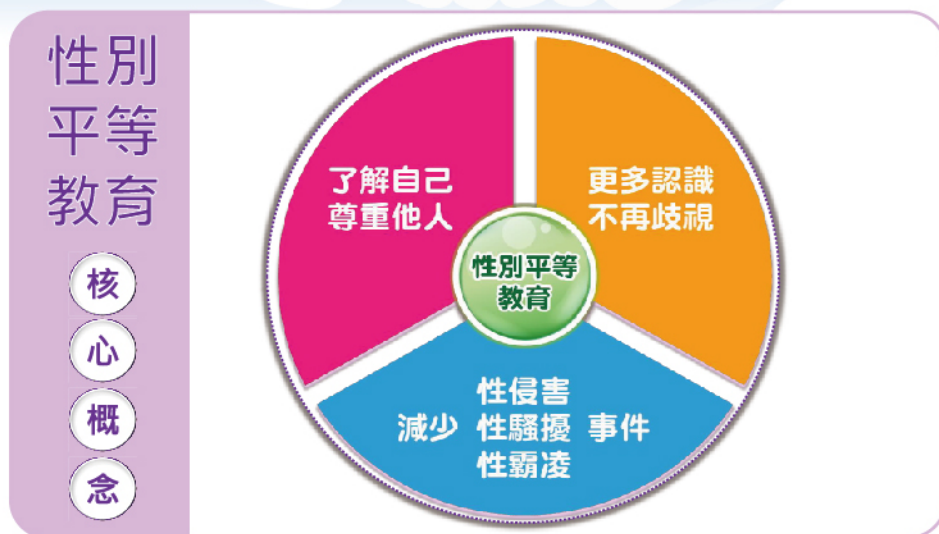 性別
平等
教育
核
心
概
念
了解自己
尊重他人
更多認識
不再歧視
性別平等
教育
性侵害
減少 性騷擾 事件
性霸凌